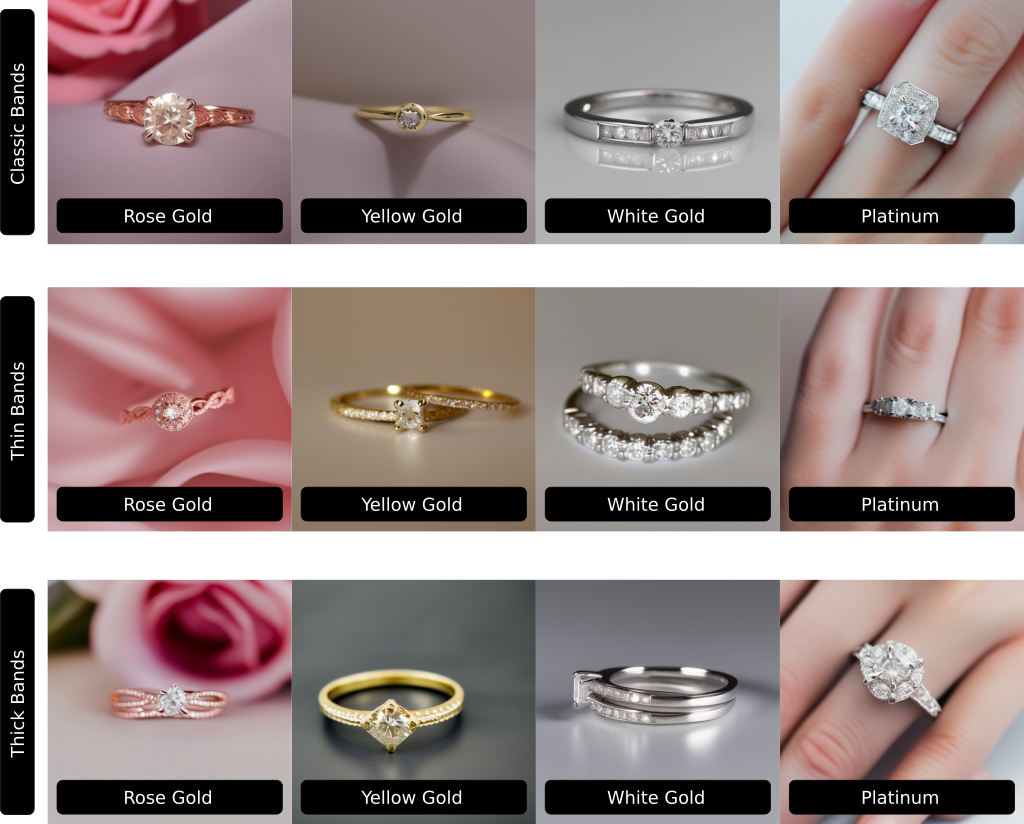 Classic Bands
Rose Gold
Yellow Gold
White Gold
Platinum
Thin Bands
Rose Gold
Yellow Gold
White Gold
Platinum
Thick Bands
Rose Gold
Yellow Gold
White Gold
Platinum